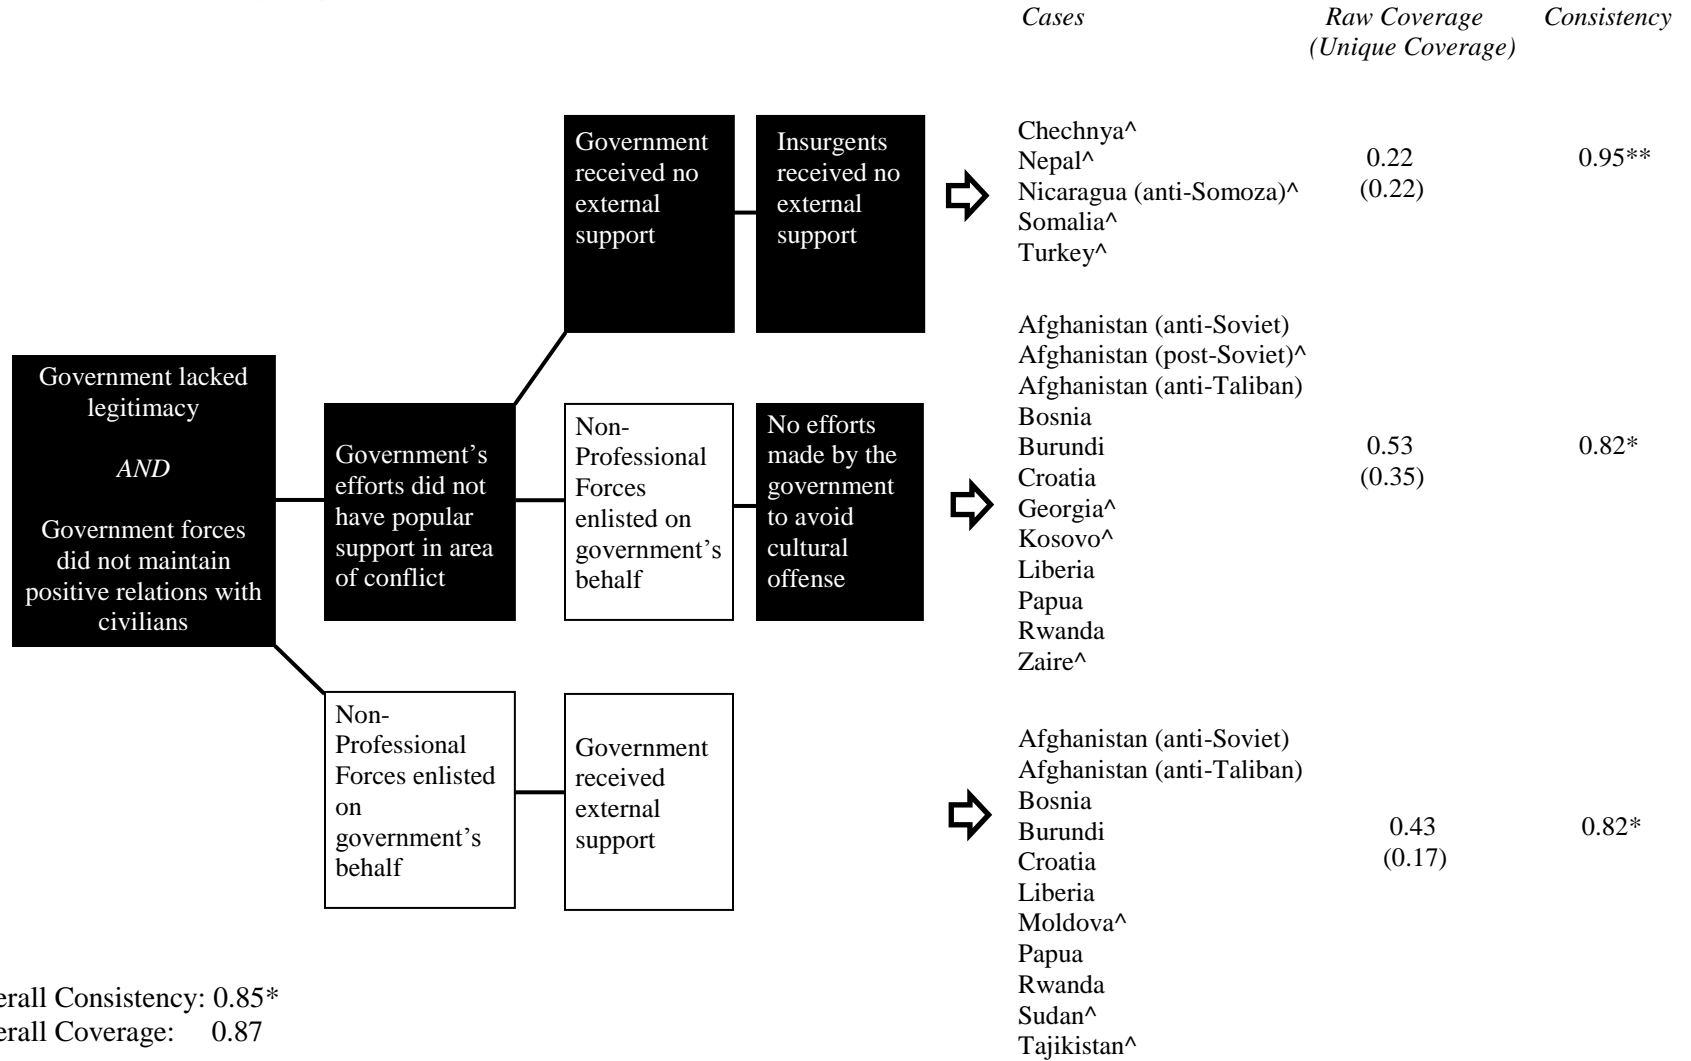 Cases
Raw Coverage
(Unique Coverage)
Consistency
Government
received no
external
support
Insurgents
received no
external
support
Chechnya^
Nepal^
Nicaragua (anti-Somoza)^
Somalia^
Turkey^
0.22
(0.22)
0.95**
Government lacked
legitimacy
AND
Government forces
did not maintain
positive relations with
civilians
Government’s
efforts did not
have popular
support in area
of conflict
Non-
Professional
Forces
enlisted on
government’s
behalf
No efforts
made by the
government
to avoid
cultural
offense
Afghanistan (anti-Soviet)
Afghanistan (post-Soviet)^
Afghanistan (anti-Taliban)
Bosnia
Burundi
Croatia
Georgia^
Kosovo^
Liberia
Papua
Rwanda
Zaire^
0.53
(0.35)
0.82*
Non-
Professional
Forces enlisted
on
government’s
behalf
Government
received
external
support
Afghanistan (anti-Soviet)
Afghanistan (anti-Taliban)
Bosnia
Burundi
Croatia
Liberia
Moldova^
Papua
Rwanda
Sudan^
Tajikistan^
0.43
(0.17)
0.82*
erall Consistency: 0.85*
erall Coverage: 0.87